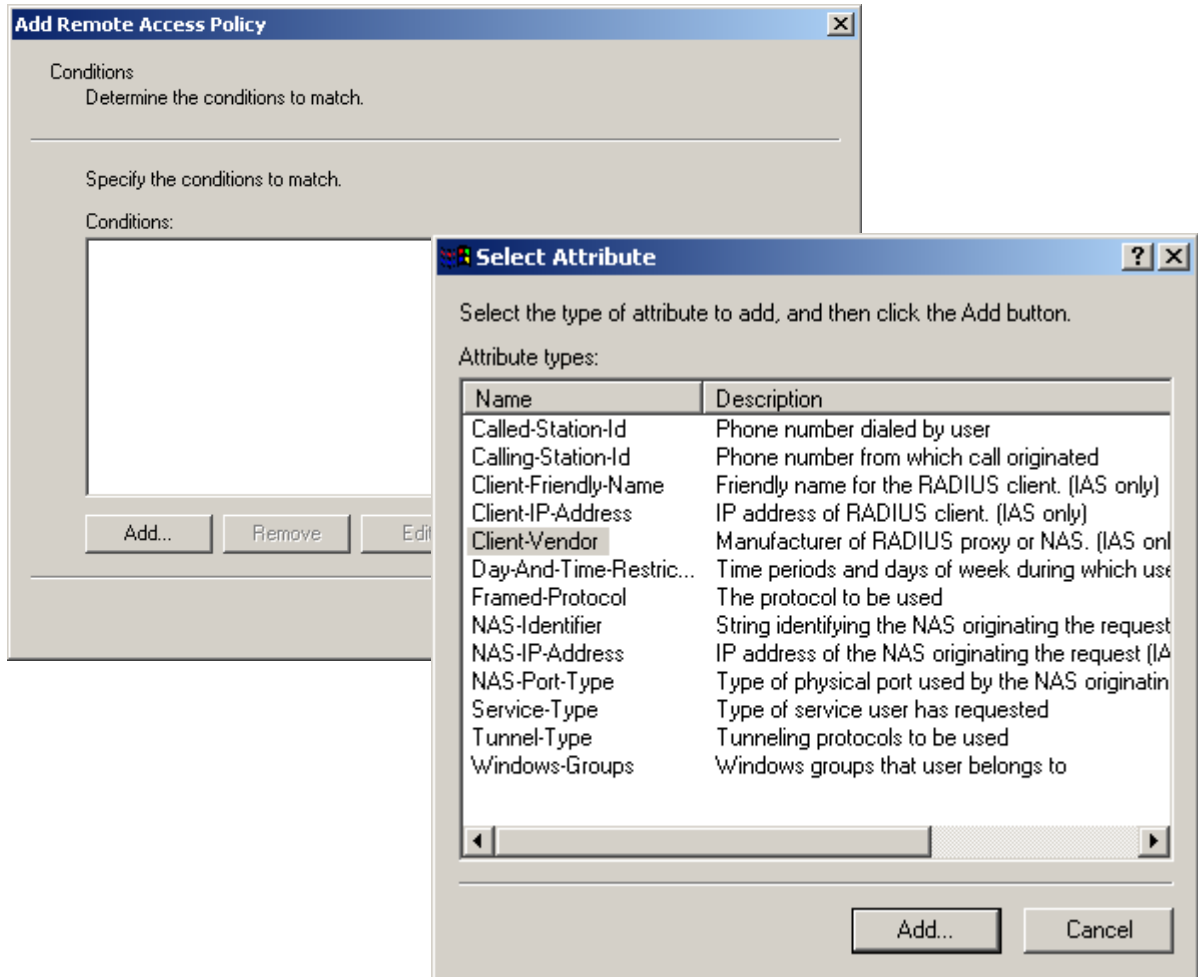 Add Remote Access Policy
Conditions
Determine the conditions to match.
Specify the conditions to match.
Conditions:
Add... Remove Edit
Select Attribute
Select the type of attribute to add, and then click the Add button.
Attribute types:
Name Description
Called-Station-Id Phone number dialed by user
Calling-Station-Id Phone number from which call originated
Client-Friendly-Name Friendly name for the RADIUS client. (IAS only)
Client-IP-Address IP address of RADIUS client. (IAS only)
Client-Vendor Manufacturer of RADIUS proxy or NAS. (IAS onl
Day-And-Time-Restric... Time periods and days of week during which use
Framed-Protocol The protocol to be used
NAS-Identifier String identifying the NAS originating the request
NAS-IP-Address IP address of the NAS originating the request (IA
NAS-Port-Type Type of physical port used by the NAS originatin
Service-Type Type of service user has requested
Tunnel-Type Tunneling protocols to be used
Windows-Groups Windows groups that user belongs to
Add... Cancel